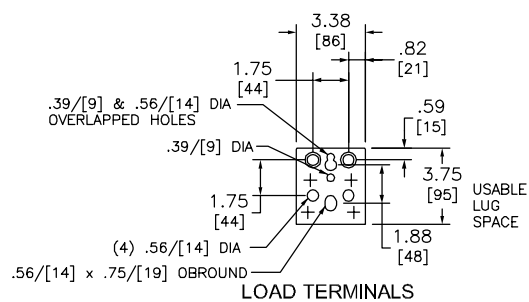 3.38
[86]
.82
[21]
1.75
[44]
.39/[9] & .56/[14] DIA
OVERLAPPED HOLES
.59
[15]
.39/[9] DIA
3.75
[95]
USABLE
LUG
SPACE
1.75
[44]
1.88
[48]
(4) .56/[14] DIA
.56/[14] x .75/[19] OBROUND
LOAD TERMINALS